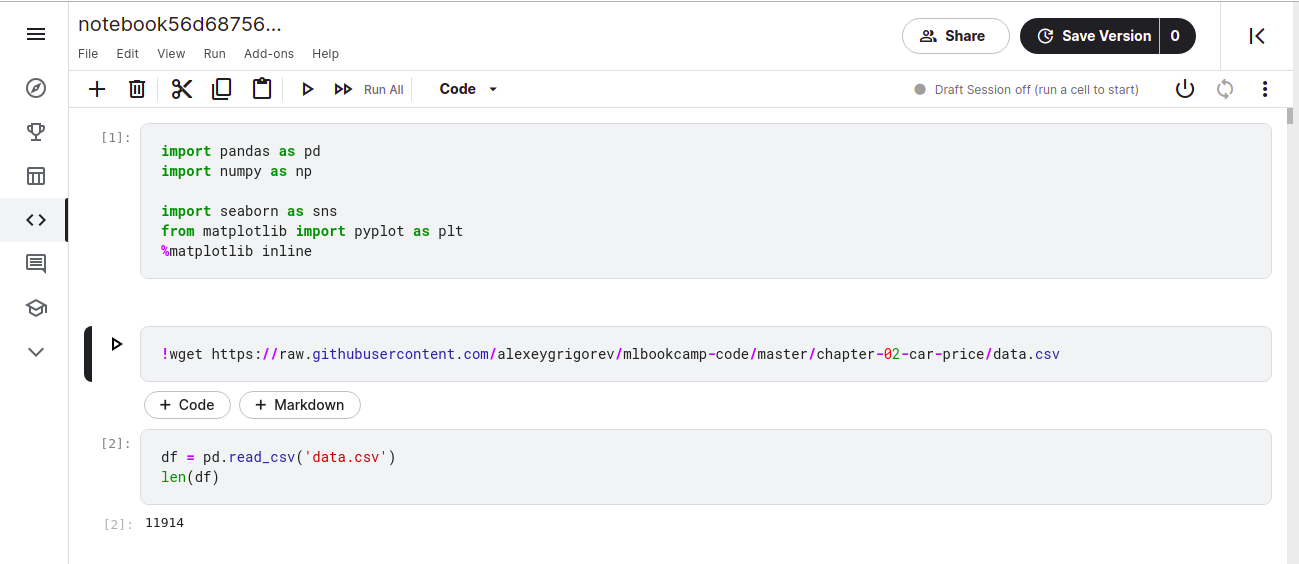 notebook56d68756...
File Edit View Run Add-ons Help
Share
Save Version 0
Run All
Code
Draft Session off (run a cell to start)
[1]:
import pandas as pd
import numpy as np
import seaborn as sns
from matplotlib import pyplot as plt
%matplotlib inline
!wget https://raw.githubusercontent.com/alexeygrigorev/mlbookcamp-code/master/chapter-02-car-price/data.csv
+ Code
+ Markdown
[2]:
df = pd.read_csv('data.csv')
len(df)
[2]: 11914